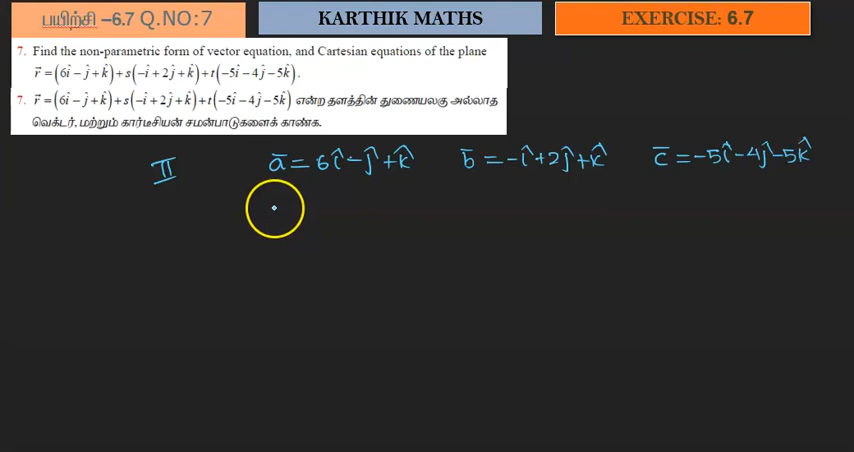 பயிற்சி –6.7 Q.NO:7
KARTHIK MATHS
EXERCISE: 6.7
7. Find the non-parametric form of vector equation, and Cartesian equations of the plane
r⃗ = (6î − ĵ + k̂) + s(−î + 2ĵ + k̂) + t(−5î − 4ĵ − 5k̂).
7. r⃗ = (6î − ĵ + k̂) + s(−î + 2ĵ + k̂) + t(−5î − 4ĵ − 5k̂) என்ற தளத்தின் துணையலகு அல்லாத
வெக்டர், மற்றும் கார்டீசியன் சமன்பாடுகளைக் காண்க.
II a̅ = 6î − ĵ + k̂ b̅ = −î + 2ĵ + k̂ c̅ = −5î − 4ĵ − 5k̂